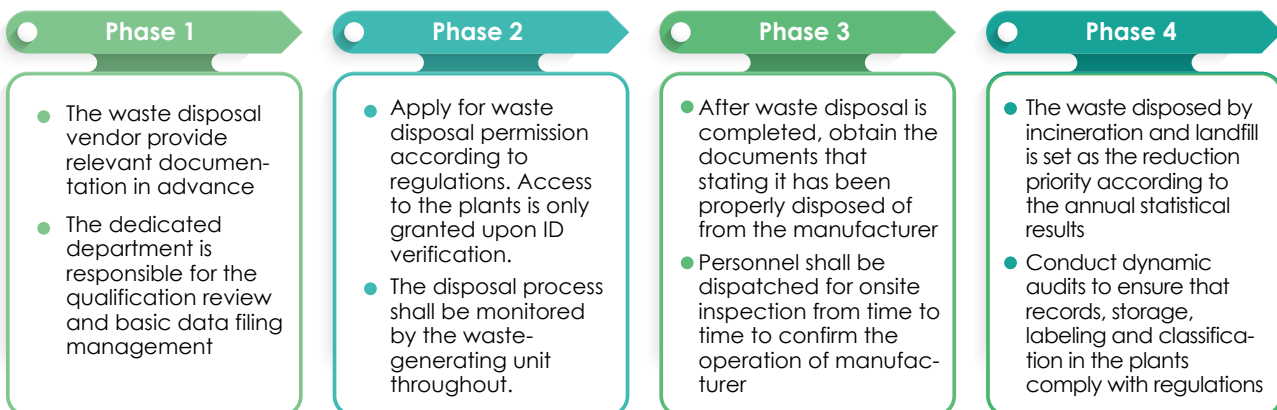 Phase 1
The waste disposal
vendor provide
relevant documen-
tation in advance
The dedicated
department is
responsible for the
qualification review
and basic data filing
management
Phase 2
Apply for waste
disposal permission
according to
regulations. Access
to the plants is only
granted upon ID
verification.
The disposal process
shall be monitored
by the waste-
generating unit
throughout.
Phase 3
After waste disposal is
completed, obtain the
documents that
stating it has been
properly disposed of
from the manufacturer
Personnel shall be
dispatched for onsite
inspection from time to
time to confirm the
operation of manufac-
turer
Phase 4
The waste disposed by
incineration and landfill
is set as the reduction
priority according to
the annual statistical
results
Conduct dynamic
audits to ensure that
records, storage,
labeling and classifica-
tion in the plants
comply with regulations